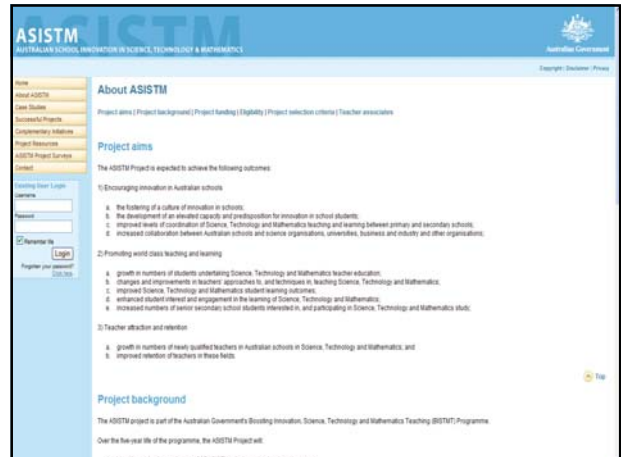 ASISTM
AUSTRALIAN SCHOOL INNOVATION IN SCIENCE, TECHNOLOGY & MATHEMATICS
Australian Government
Copyright | Disclaimer | Privacy
Home
About ASISTM
Case Studies
Successful Projects
Complementary Initiatives
Project Resources
ASISTM Project Surveys
Contact
Existing User Login
Username
Password
Remember Me
Login
Forgotten your password?
Click here
About ASISTM
Project aims | Project background | Project funding | Eligibility | Project selection criteria | Teacher associates
Project aims
The ASISTM Project is expected to achieve the following outcomes:
1) Encouraging innovation in Australian schools
a. the fostering of a culture of innovation in schools;
b. the development of an elevated capacity and predisposition for innovation in school students;
c. improved levels of coordination of Science, Technology and Mathematics teaching and learning between primary and secondary schools;
d. increased collaboration between Australian schools and science organisations, universities, business and industry and other organisations;
2) Promoting world class teaching and learning
a. growth in numbers of students undertaking Science, Technology and Mathematics teacher education;
b. changes and improvements in teachers' approaches to, and techniques in, teaching Science, Technology and Mathematics;
c. improved Science, Technology and Mathematics student learning outcomes;
d. enhanced student interest and engagement in the learning of Science, Technology and Mathematics;
e. increased numbers of senior secondary school students interested in, and participating in Science, Technology and Mathematics study;
3) Teacher attraction and retention
a. growth in numbers of newly qualified teachers in Australian schools in Science, Technology and Mathematics; and
b. improved retention of teachers in these fields.
Top
Project background
The ASISTM project is part of the Australian Government's Boosting Innovation, Science, Technology and Mathematics Teaching (BISTMT) Programme.
Over the five-year life of the programme, the ASISTM Project will: